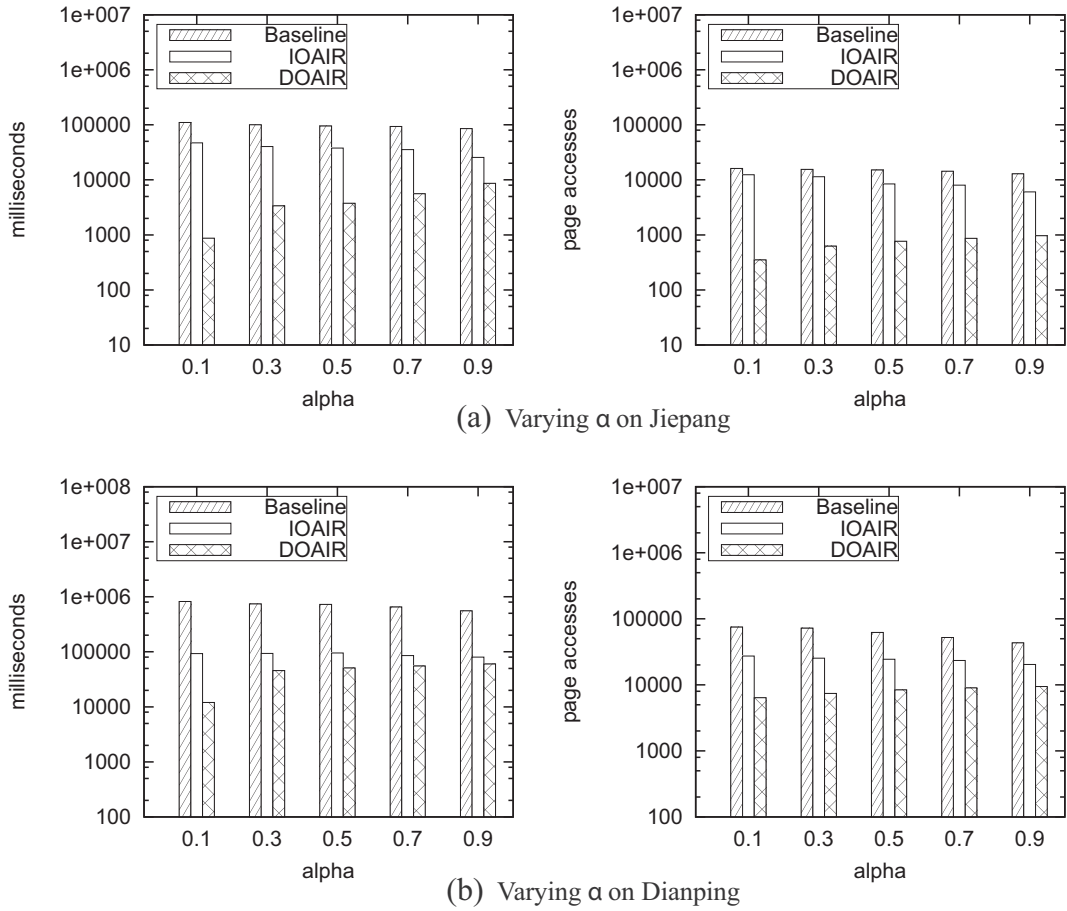 1e+007
1e+006
100000
10000
1000
100
10
milliseconds
Baseline
IOAIR
DOAIR
0.1 0.3 0.5 0.7 0.9
alpha
1e+007
1e+006
100000
10000
1000
100
10
page accesses
Baseline
IOAIR
DOAIR
0.1 0.3 0.5 0.7 0.9
alpha
(a) Varying α on Jiepang
1e+008
1e+007
1e+006
100000
10000
1000
100
milliseconds
Baseline
IOAIR
DOAIR
0.1 0.3 0.5 0.7 0.9
alpha
1e+007
1e+006
100000
10000
1000
100
page accesses
Baseline
IOAIR
DOAIR
0.1 0.3 0.5 0.7 0.9
alpha
(b) Varying α on Dianping